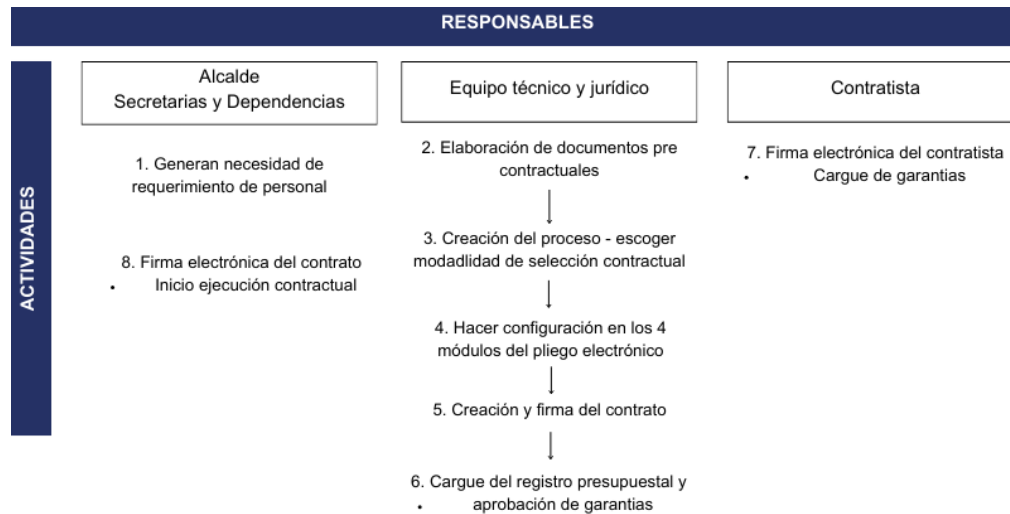 RESPONSABLES
ACTIVIDADES
Alcalde
Secretarias y Dependencias
1. Generan necesidad de
requerimiento de personal
8. Firma electrónica del contrato
• Inicio ejecución contractual
Equipo técnico y jurídico
2. Elaboración de documentos pre
contractuales
3. Creación del proceso - escoger
modadlidad de selección contractual
4. Hacer configuración en los 4
módulos del pliego electrónico
5. Creación y firma del contrato
6. Cargue del registro presupuestal y
• aprobación de garantias
Contratista
7. Firma electrónica del contratista
• Cargue de garantias